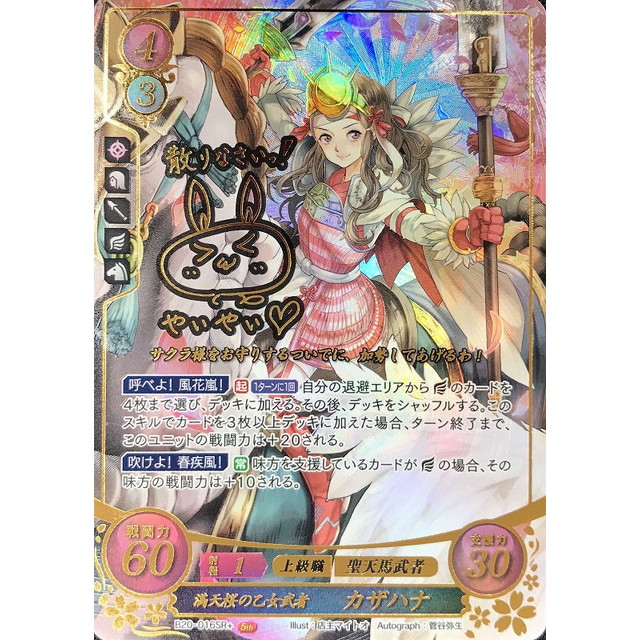 4
3
散りなさいっ!
やいやい♡
サクラ様をお守りするついでに、加勢してあげるわ!
呼べよ! 風花嵐! 起 1ターンに1回 自分の退避エリアから のカードを
4枚まで選び、デッキに加える。その後、デッキをシャッフルする。この
スキルでカードを3枚以上デッキに加えた場合、ターン終了まで、
このユニットの戦闘力は+20される。
吹けよ! 春疾風! 常 味方を支援しているカードが の場合、その
味方の戦闘力は+10される。
戦闘力 60
射程 1 上級職 聖天馬武者
支援力 30
満天桜の乙女武者 カザハナ
B20-016SR+ 5th Illust:店主マイトオ Autograph:菅谷弥生